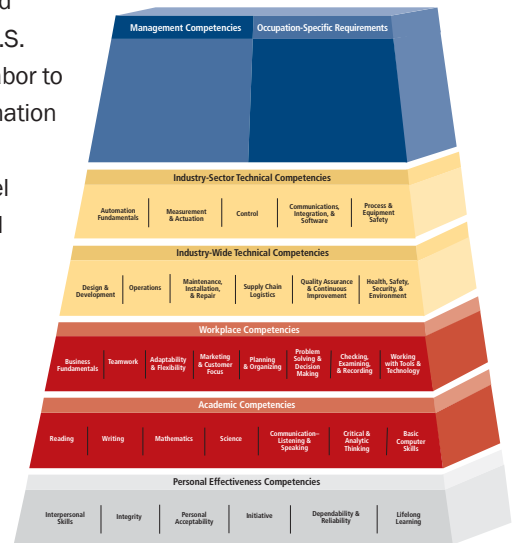 .S.
abor to
nation
el
Management Competencies
Occupation-Specific Requirements
Industry-Sector Technical Competencies
Automation
Fundamentals
Measurement
& Actuation
Control
Communications,
Integration, &
Software
Process &
Equipment
Safety
Industry-Wide Technical Competencies
Design &
Development
Operations
Maintenance,
Installation,
& Repair
Supply Chain
Logistics
Quality Assurance
& Continuous
Improvement
Health, Safety,
Security, &
Environment
Workplace Competencies
Business
Fundamentals
Teamwork
Adaptability
& Flexibility
Marketing
& Customer
Focus
Planning
& Organizing
Problem
Solving &
Decision
Making
Checking,
Examining,
& Recording
Working
with Tools &
Technology
Academic Competencies
Reading
Writing
Mathematics
Science
Communication–
Listening &
Speaking
Critical &
Analytic
Thinking
Basic
Computer
Skills
Personal Effectiveness Competencies
Interpersonal
Skills
Integrity
Personal
Acceptability
Initiative
Dependability &
Reliability
Lifelong
Learning